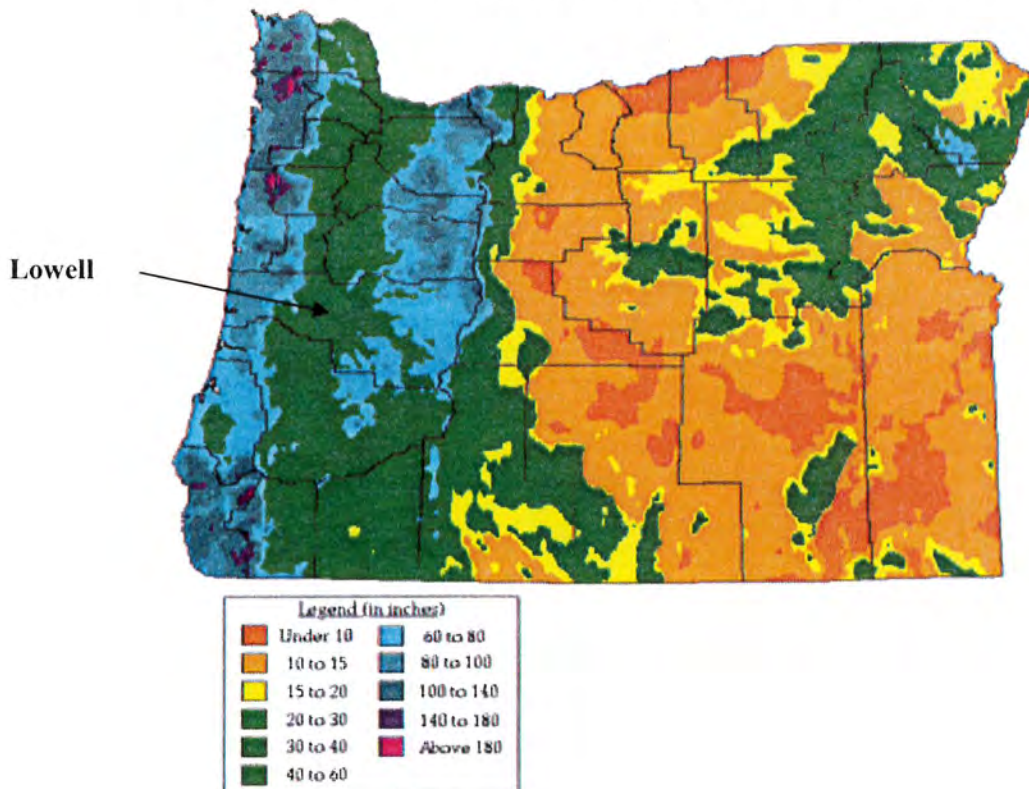 Lowell
Legend (in inches)
Under 10
10 to 15
15 to 20
20 to 30
30 to 40
40 to 60
60 to 80
80 to 100
100 to 140
140 to 180
Above 180